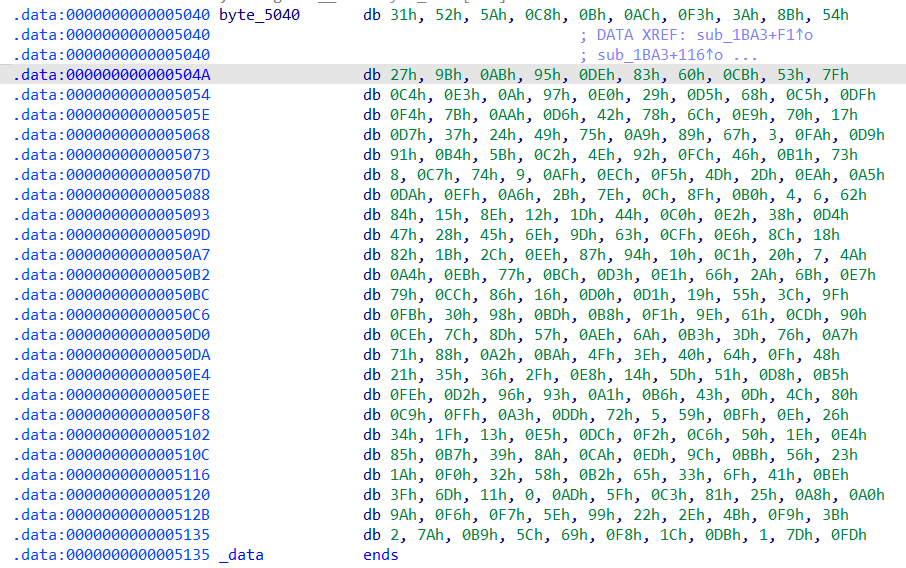 .data:0000000000005040 byte_5040 db 31h, 52h, 5Ah, 0C8h, 0Bh, 0ACh, 0F3h, 3Ah, 8Bh, 54h
.data:0000000000005040 ; DATA XREF: sub_1BA3+F1↑o
.data:0000000000005040 ; sub_1BA3+116↑o ...
.data:000000000000504A db 27h, 9Bh, 0ABh, 95h, 0DEh, 83h, 60h, 0CBh, 53h, 7Fh
.data:0000000000005054 db 0C4h, 0E3h, 0Ah, 97h, 0E0h, 29h, 0D5h, 68h, 0C5h, 0DFh
.data:000000000000505E db 0F4h, 7Bh, 0AAh, 0D6h, 42h, 78h, 6Ch, 0E9h, 70h, 17h
.data:0000000000005068 db 0D7h, 37h, 24h, 49h, 75h, 0A9h, 89h, 67h, 3, 0FAh, 0D9h
.data:0000000000005073 db 91h, 0B4h, 5Bh, 0C2h, 4Eh, 92h, 0FCh, 46h, 0B1h, 73h
.data:000000000000507D db 8, 0C7h, 74h, 9, 0AFh, 0ECh, 0F5h, 4Dh, 2Dh, 0EAh, 0A5h
.data:0000000000005088 db 0DAh, 0EFh, 0A6h, 2Bh, 7Eh, 0Ch, 8Fh, 0B0h, 4, 6, 62h
.data:0000000000005093 db 84h, 15h, 8Eh, 12h, 1Dh, 44h, 0C0h, 0E2h, 38h, 0D4h
.data:000000000000509D db 47h, 28h, 45h, 6Eh, 9Dh, 63h, 0CFh, 0E6h, 8Ch, 18h
.data:00000000000050A7 db 82h, 1Bh, 2Ch, 0EEh, 87h, 94h, 10h, 0C1h, 20h, 7, 4Ah
.data:00000000000050B2 db 0A4h, 0EBh, 77h, 0BCh, 0D3h, 0E1h, 66h, 2Ah, 6Bh, 0E7h
.data:00000000000050BC db 79h, 0CCh, 86h, 16h, 0D0h, 0D1h, 19h, 55h, 3Ch, 9Fh
.data:00000000000050C6 db 0FBh, 30h, 98h, 0BDh, 0B8h, 0F1h, 9Eh, 61h, 0CDh, 90h
.data:00000000000050D0 db 0CEh, 7Ch, 8Dh, 57h, 0AEh, 6Ah, 0B3h, 3Dh, 76h, 0A7h
.data:00000000000050DA db 71h, 88h, 0A2h, 0BAh, 4Fh, 3Eh, 40h, 64h, 0Fh, 48h
.data:00000000000050E4 db 21h, 35h, 36h, 2Fh, 0E8h, 14h, 5Dh, 51h, 0D8h, 0B5h
.data:00000000000050EE db 0FEh, 0D2h, 96h, 93h, 0A1h, 0B6h, 43h, 0Dh, 4Ch, 80h
.data:00000000000050F8 db 0C9h, 0FFh, 0A3h, 0DDh, 72h, 5, 59h, 0BFh, 0Eh, 26h
.data:0000000000005102 db 34h, 1Fh, 13h, 0E5h, 0DCh, 0F2h, 0C6h, 50h, 1Eh, 0E4h
.data:000000000000510C db 85h, 0B7h, 39h, 8Ah, 0CAh, 0EDh, 9Ch, 0BBh, 56h, 23h
.data:0000000000005116 db 1Ah, 0F0h, 32h, 58h, 0B2h, 65h, 33h, 6Fh, 41h, 0BEh
.data:0000000000005120 db 3Fh, 6Dh, 11h, 0, 0ADh, 5Fh, 0C3h, 81h, 25h, 0A8h, 0A0h
.data:000000000000512B db 9Ah, 0F6h, 0F7h, 5Eh, 99h, 22h, 2Eh, 4Bh, 0F9h, 3Bh
.data:0000000000005135 db 2, 7Ah, 0B9h, 5Ch, 69h, 0F8h, 1Ch, 0DBh, 1, 7Dh, 0FDh
.data:0000000000005135 _data ends